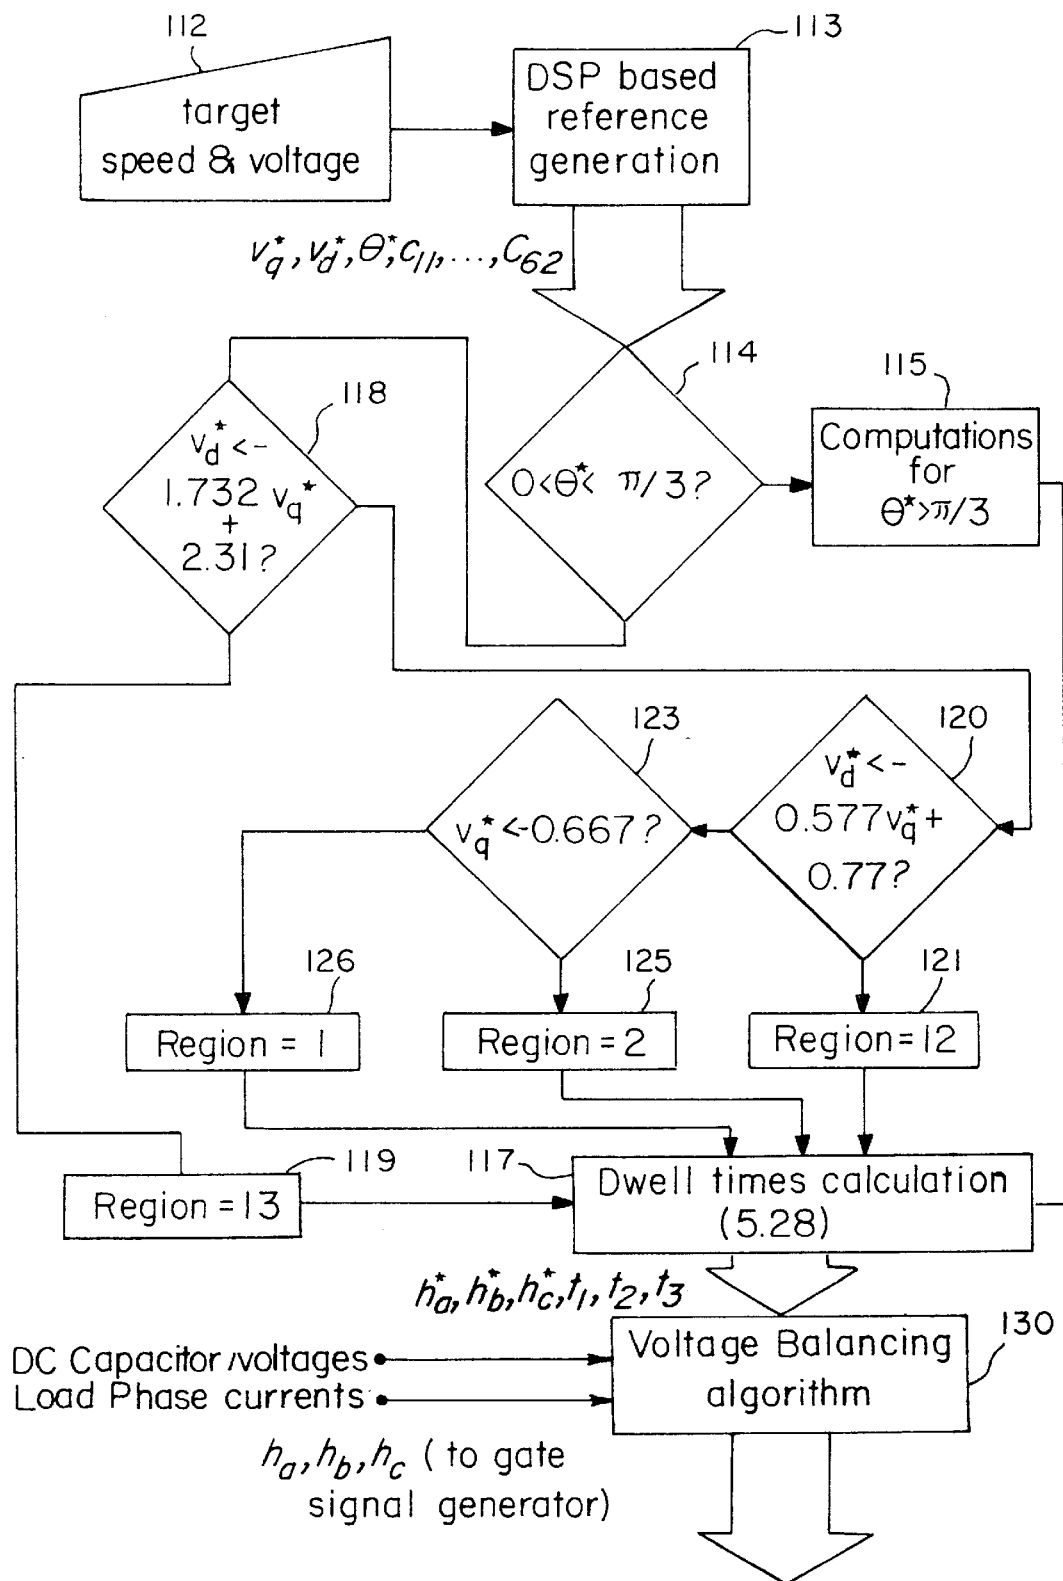 112
target
speed & voltage
113
DSP based
reference
generation
v_q^*, v_d^*, θ^*, c_11, ..., C_62
114
0<θ^*< π/3?
115
Computations
for
θ^*>π/3
118
v_d^* <-
1.732 v_q^*
+
2.31?
123
v_q^* <-0.667?
120
v_d^* <-
0.577v_q^*+
0.77?
126
Region = 1
125
Region = 2
121
Region=12
119
Region = 13
117
Dwell times calculation
(5.28)
h_a^*, h_b^*, h_c^*, t_1, t_2, t_3
130
Voltage Balancing
algorithm
DC Capacitor /voltages
Load Phase currents
h_a, h_b, h_c ( to gate
signal generator)